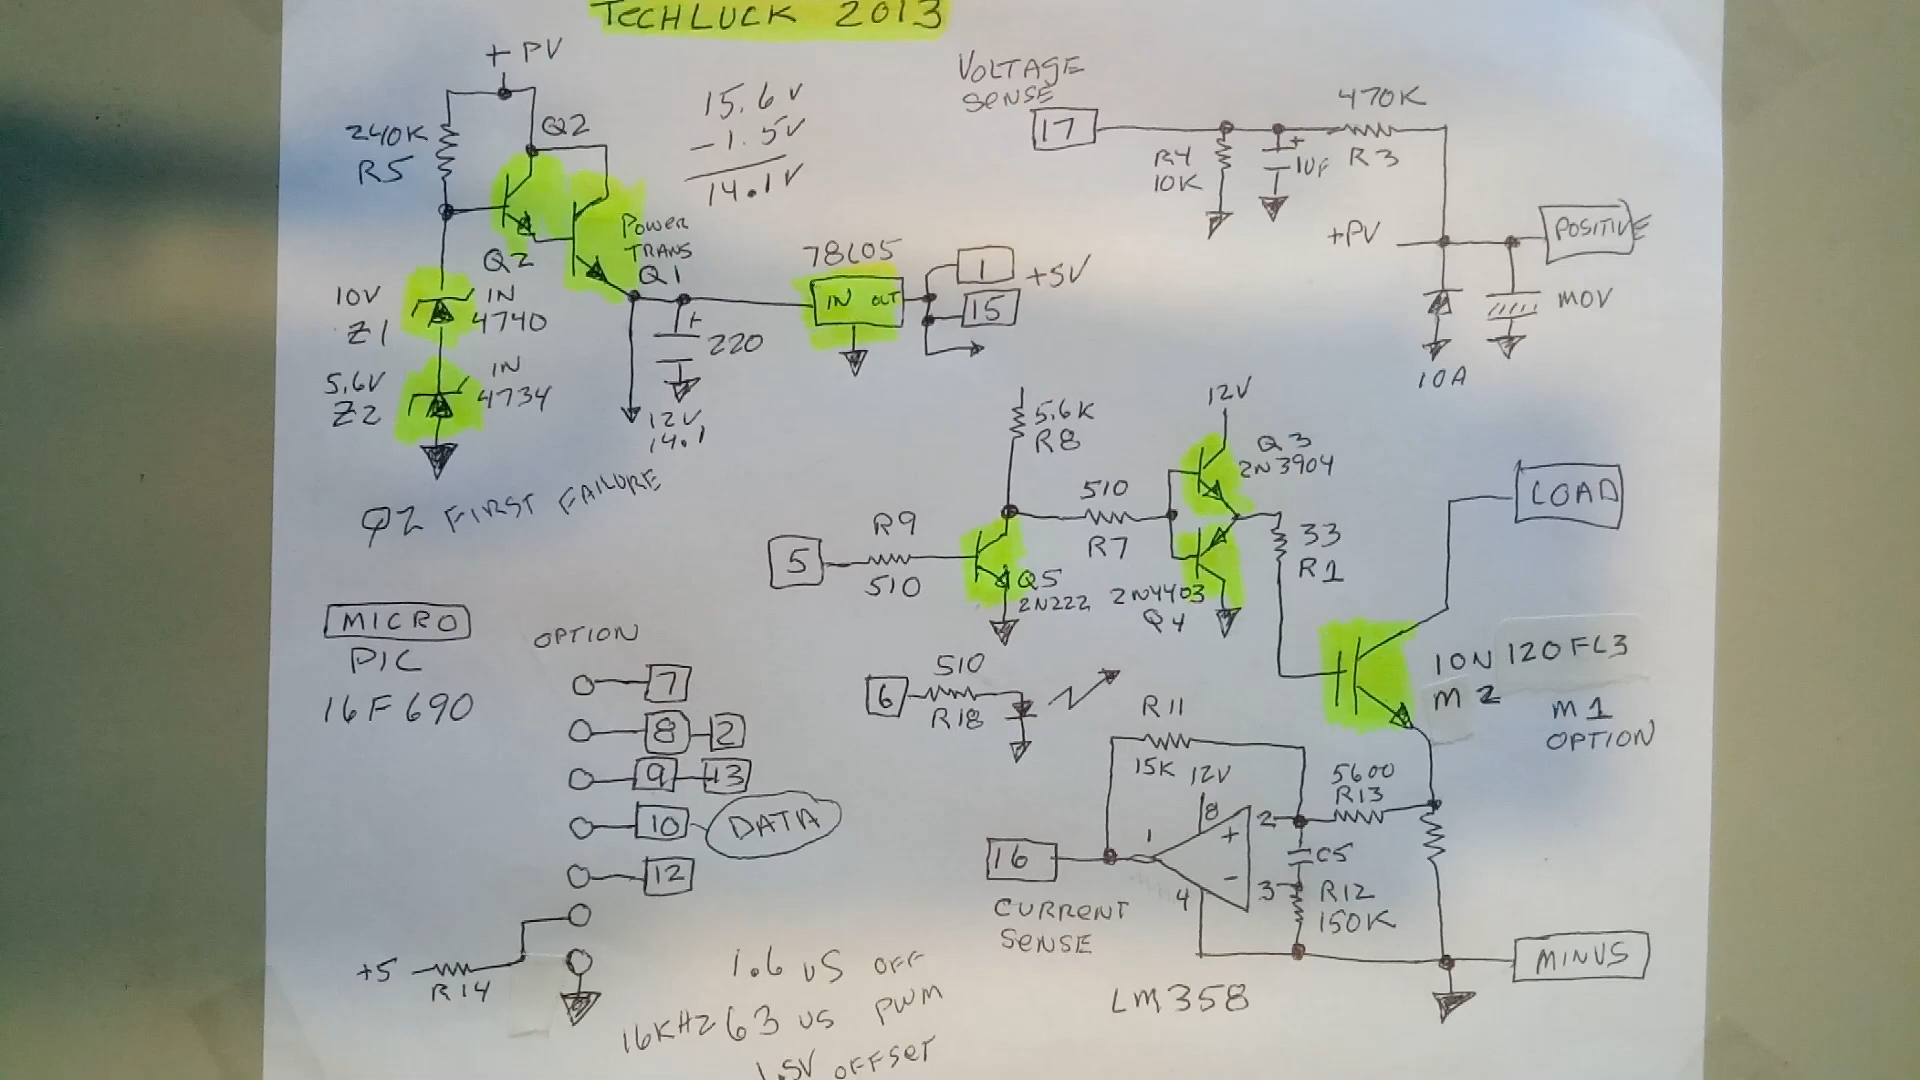 TECHLUCK 2013
+ PV
240K
R5
Q2
15.6V
-1.5V
14.1V
Q2
POWER
TRANS
Q1
10V
Z1
IN
4740
5.6V
Z2
IN
4734
220
12V
14.1
78L05
IN OUT
1
+5V
15
Q2 FIRST FAILURE
VOLTAGE
SENSE
17
R4
10K
1UF
470K
R3
+PV
POSITIVE
MOV
10A
5.6K
R8
12V
Q3
2N3904
510
R7
R9
5
510
Q5
2N222
2N4403
Q4
33
R1
LOAD
10N120FL3
M2
M1
OPTION
MICRO
PIC
16F690
OPTION
7
8 2
9 13
10 DATA
12
+5
R14
6
510
R18
R11
15K
12V
8
1
2
+
-
3
4
5600
R13
C5
R12
150K
16
CURRENT
SENSE
LM358
MINUS
1.6 US OFF
16KHZ 63 US PWM
1.5V OFFSET